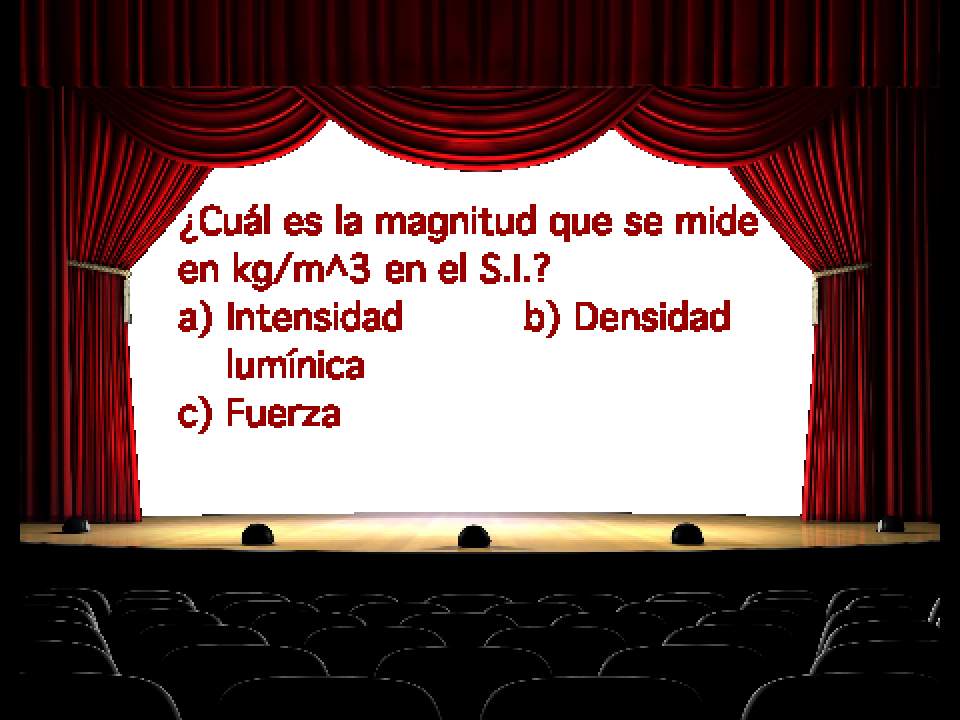 ¿Cuál es la magnitud que se mide
en kg/m^3 en el S.I.?
a) Intensidad b) Densidad
lumínica
c) Fuerza